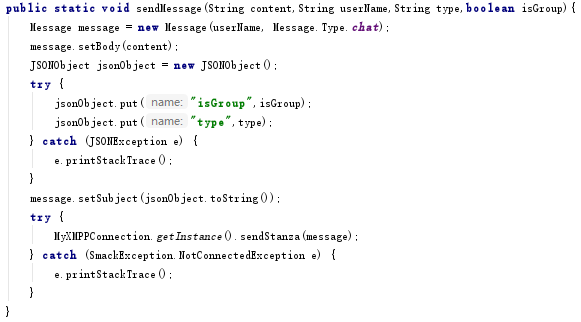 public static void sendMessage(String content,String userName,String type,boolean isGroup){
    Message message = new Message(userName, Message.Type.chat);
    message.setBody(content);
    JSONObject jsonObject = new JSONObject();
    try {
        jsonObject.put( name: "isGroup",isGroup);
        jsonObject.put( name: "type",type);
    } catch (JSONException e) {
        e.printStackTrace();
    }
    message.setSubject(jsonObject.toString());
    try {
        MyXMPPConnection.getInstance().sendStanza(message);
    } catch (SmackException.NotConnectedException e) {
        e.printStackTrace();
    }
}